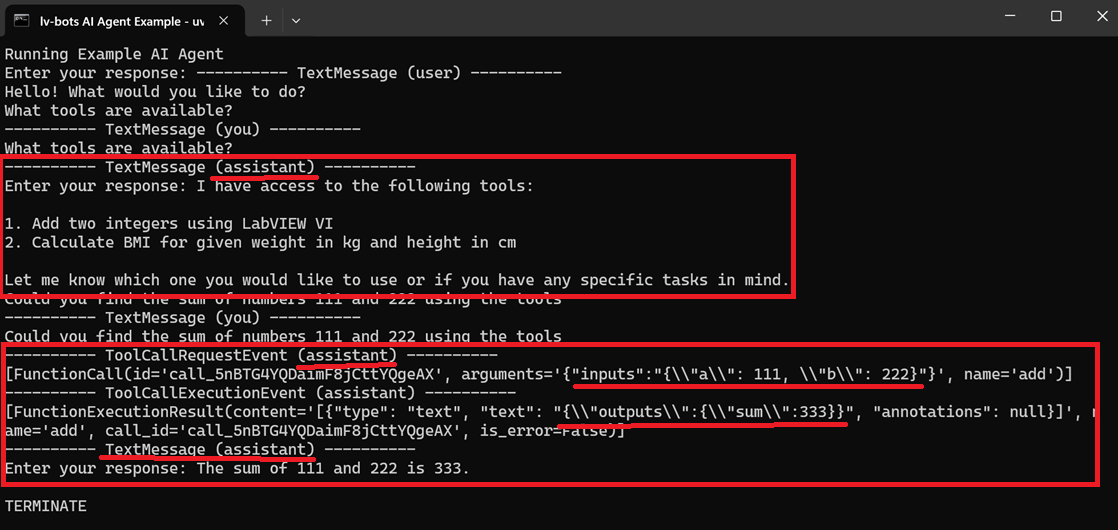 lv-bots AI Agent Example - uv
Running Example AI Agent
Enter your response: ---------- TextMessage (user) ----------
Hello! What would you like to do?
What tools are available?
---------- TextMessage (you) ----------
What tools are available?
---------- TextMessage (assistant) ----------
Enter your response: I have access to the following tools:
1. Add two integers using LabVIEW VI
2. Calculate BMI for given weight in kg and height in cm
Let me know which one you would like to use or if you have any specific tasks in mind.
Could you find the sum of numbers 111 and 222 using the tools
---------- TextMessage (you) ----------
Could you find the sum of numbers 111 and 222 using the tools
---------- ToolCallRequestEvent (assistant) ----------
[FunctionCall(id='call_5nBTG4YQDaimF8jCttYQgeAX', arguments='{"inputs":"{\\"a\\": 111, \\"b\\": 222}"}', name='add')]
---------- ToolCallExecutionEvent (assistant) ----------
[FunctionExecutionResult(content='[{"type": "text", "text": "{\\"outputs\\":{\\"sum\\":333}}", "annotations": null}]', n
ame='add', call_id='call_5nBTG4YQDaimF8jCttYQgeAX', is_error=False)]
---------- TextMessage (assistant) ----------
Enter your response: The sum of 111 and 222 is 333.
TERMINATE